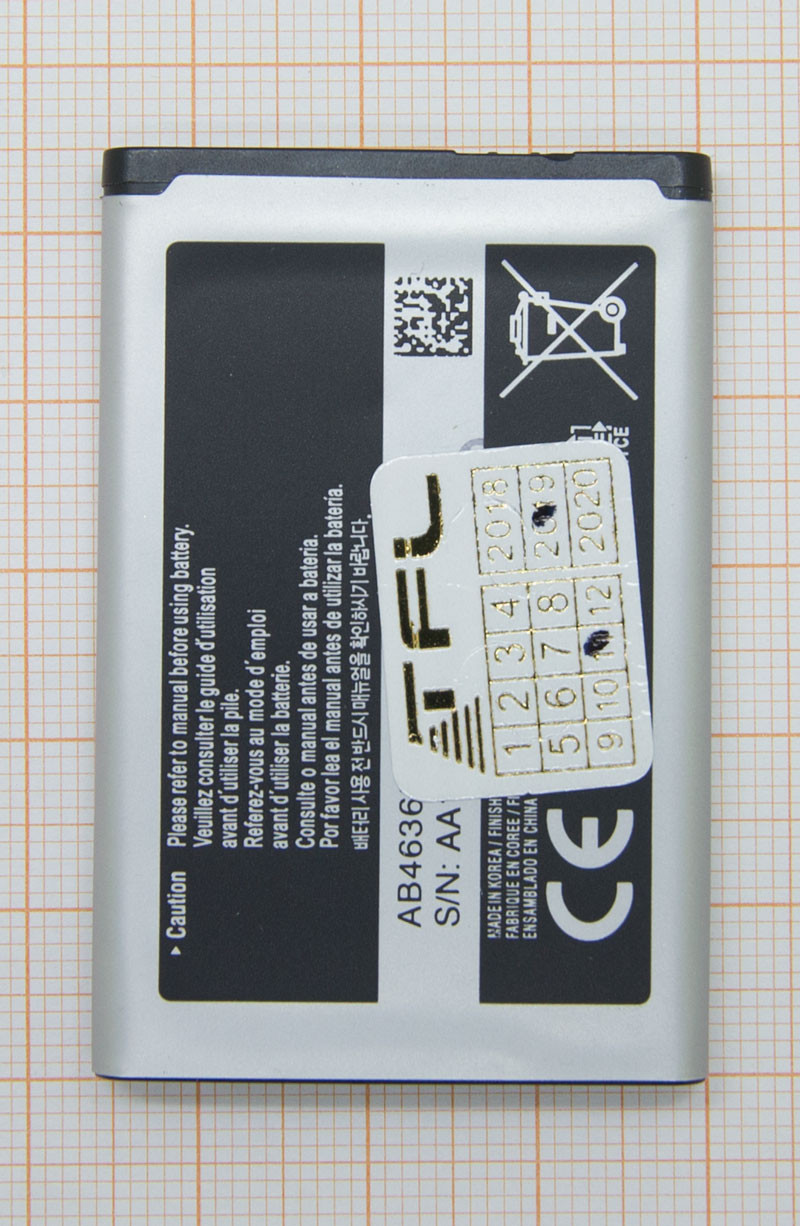 ▸ Caution
Please refer to manual before using battery.
Veuillez consulter le guide d'utilisation
avant d'utiliser la pile.
Referez-vous au mode d'emploi
avant d'utiliser la batterie.
Consulte o manual antes de usar a bateria.
Por favor lea el manual antes de utilizar la batería.
배터리 사용 전 반드시 매뉴얼을 확인하시기 바랍니다.
AB4636
S/N: AA
MADE IN KOREA / FINISH
FABRIQUE EN COREE / F
ENSAMBLADO EN CHINA
CE
TFL
2018
2019
2020
1 2 3 4
5 6 7 8
9 10 11 12